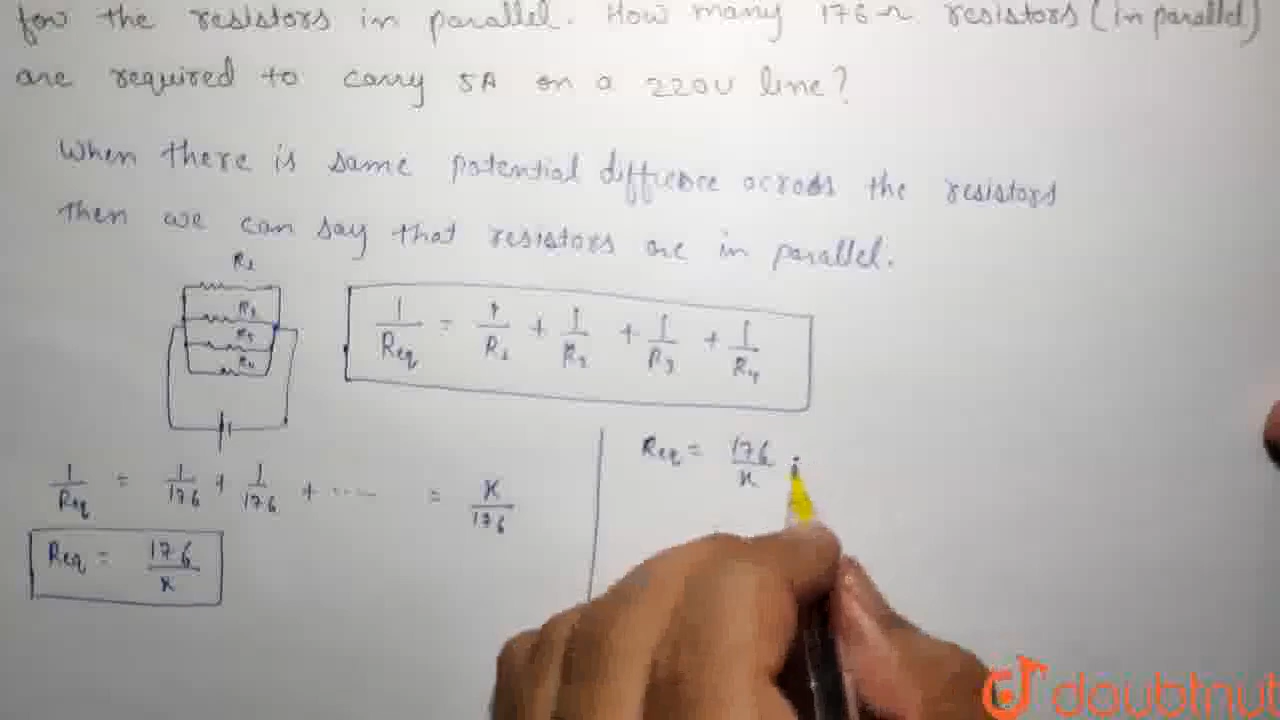 for the resistors in parallel. How many 176 Ω resistors (in parallel)
are required to carry 5A on a 220V line?
When there is same potential diffrence across the resistors
then we can say that resistors are in parallel.
R1
R2
R3
R4
1/Req = 1/R1 + 1/R2 + 1/R3 + 1/R4
1/Req = 1/176 + 1/176 + ..... = x/176
Req = 176/x
Req = 176/x
doubtnut